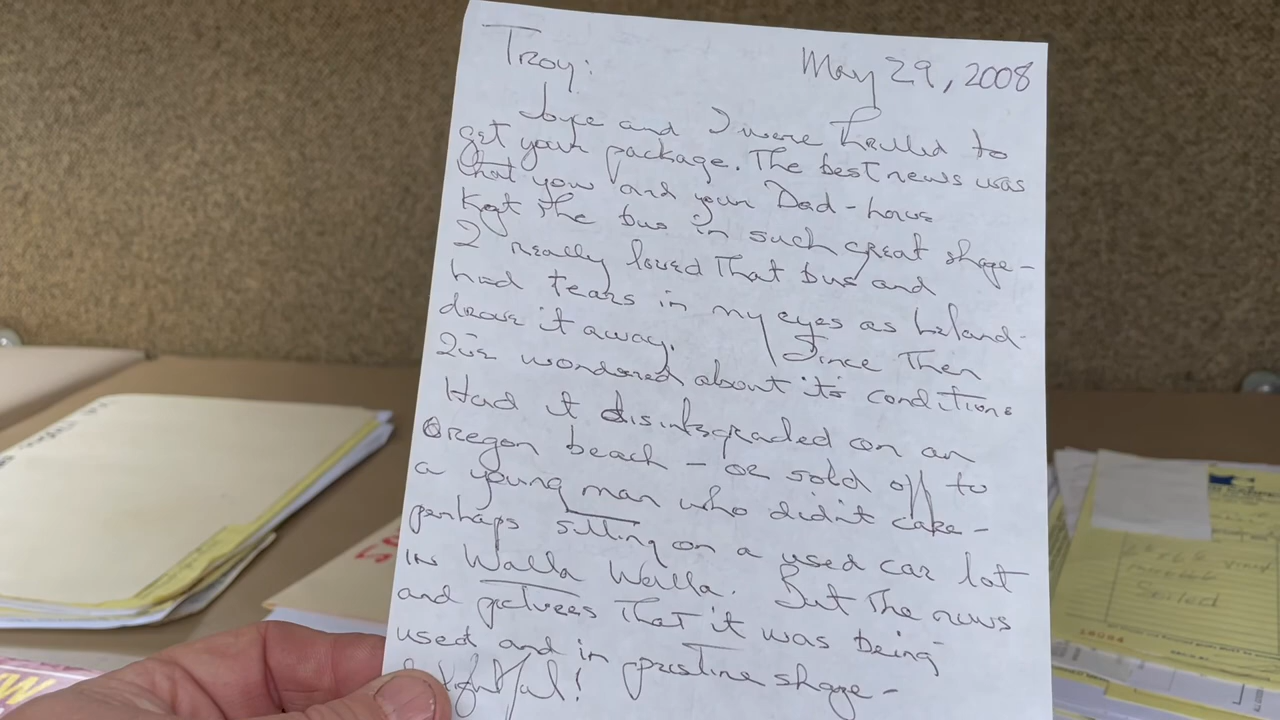 Troy:
May 29, 2008
Joyce and I were thrilled to
get your package. The best news was
that you and your Dad - have
kept the bus in such great shape -
I really loved that bus and
had tears in my eyes as Leland
drove it away. Since Then
I've wondered about its conditions
Had it disintegraded on an
Oregon beach - or sold off to
a young man who didn't care -
perhaps sitting on a used car lot
in Walla Walla. But the news
and pictures that it was being
used and in pristine shape -
Soiled